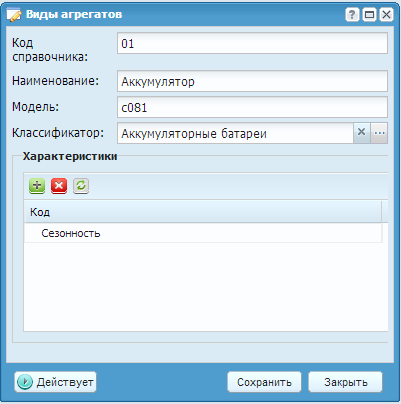 Виды агрегатов
Код справочника: 01
Наименование: Аккумулятор
Модель: с081
Классификатор: Аккумуляторные батареи
Характеристики
Код
Сезонность
Действует Сохранить Закрыть